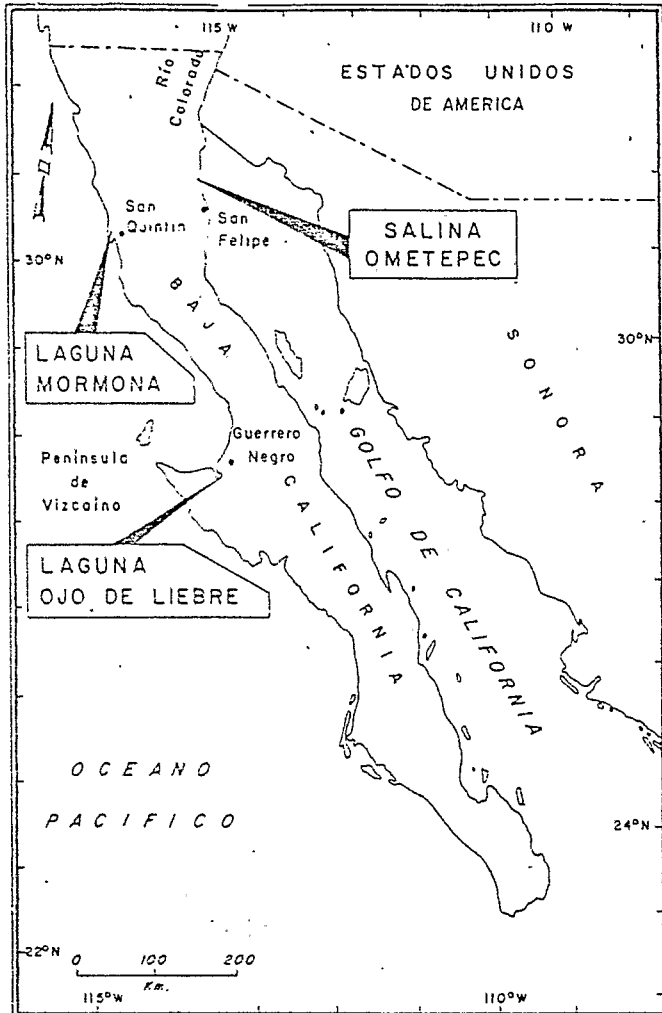 115 W
110 W
ESTADOS UNIDOS
DE AMERICA
Río
Colorado
San
Quintín
San
Felipe
SALINA
OMETEPEC
30°N
30°N
BAJA
CALIFORNIA
SONORA
LAGUNA
MORMONA
Guerrero
Negro
Península
de
Vizcaíno
GOLFO DE CALIFORNIA
LAGUNA
OJO DE LIEBRE
OCEANO
PACIFICO
24°N
22°N
0 100 200
Km.
115°W
110°W